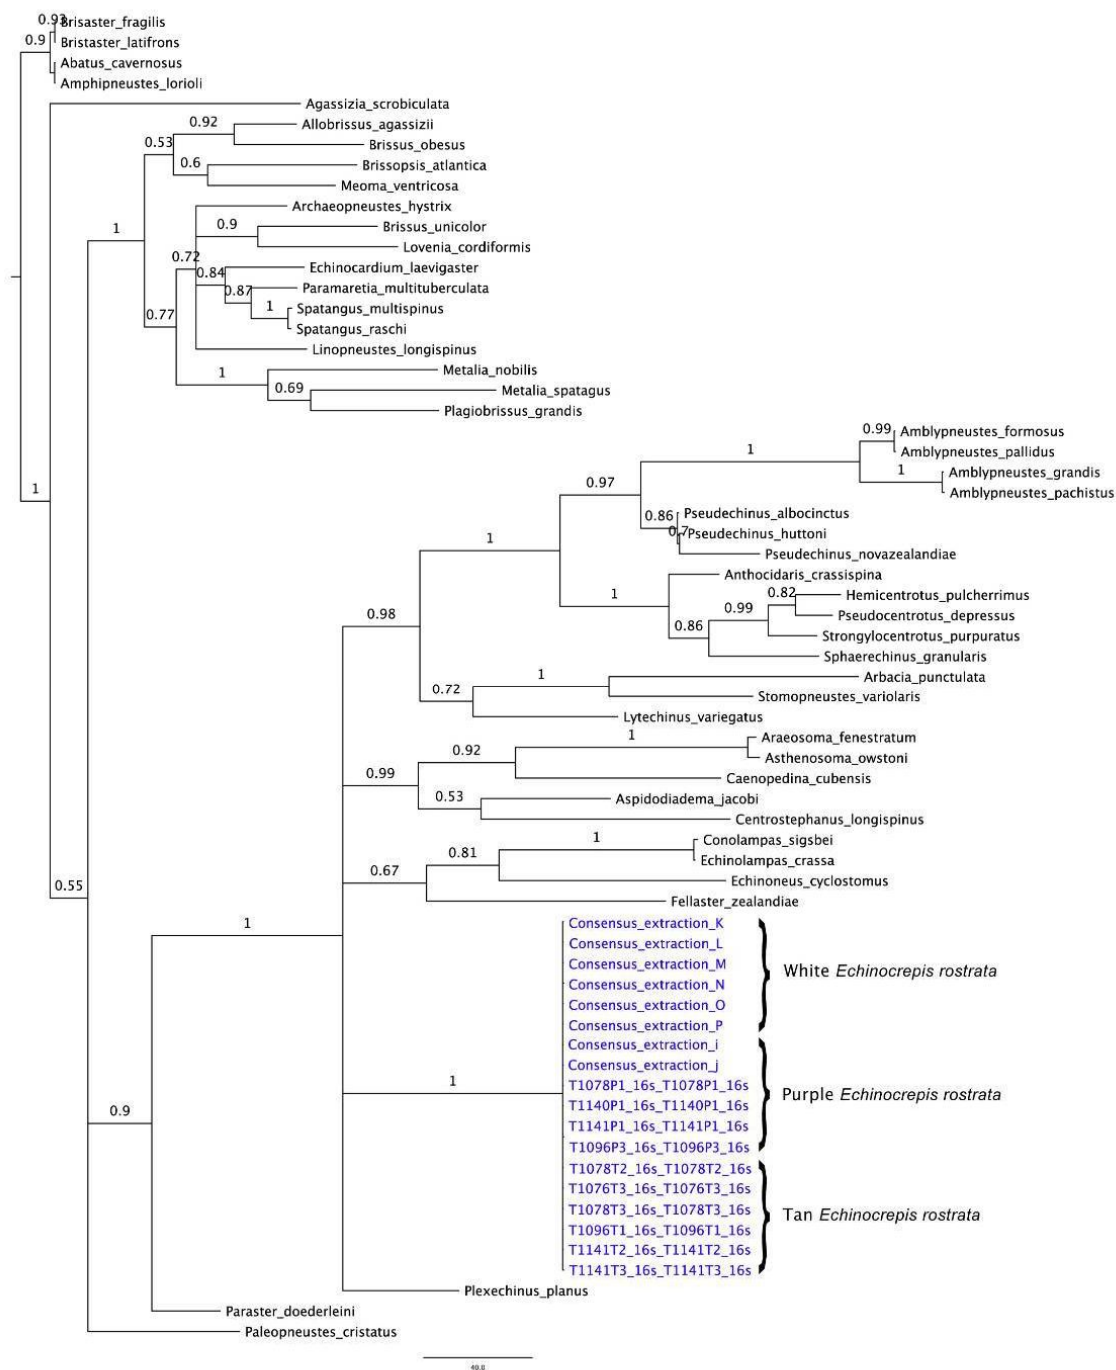 0.93
Brisaster_fragilis
0.9
Bristaster_latifrons
Abatus_cavernosus
Amphipneustes_lorioli
Agassizia_scrobiculata
0.92
Allobrissus_agassizii
0.53
Brissus_obesus
0.6
Brissopsis_atlantica
Meoma_ventricosa
1
Archaeopneustes_hystrix
0.9
Brissus_unicolor
Lovenia_cordiformis
0.72
0.84
Echinocardium_laevigaster
0.87
Paramaretia_multituberculata
1
Spatangus_multispinus
0.77
Spatangus_raschi
Linopneustes_longispinus
1
Metalia_nobilis
0.69
Metalia_spatagus
Plagiobrissus_grandis
0.99
Amblypneustes_formosus
1
Amblypneustes_pallidus
1
Amblypneustes_grandis
0.97
Amblypneustes_pachistus
1
0.86
Pseudechinus_albocinctus
0.7
Pseudechinus_huttoni
1
Pseudechinus_novazealandiae
Anthocidaris_crassispina
1
0.82
Hemicentrotus_pulcherrimus
0.99
Pseudocentrotus_depressus
0.98
0.86
Strongylocentrotus_purpuratus
Sphaerechinus_granularis
1
Arbacia_punctulata
0.72
Stomopneustes_variolaris
Lytechinus_variegatus
1
Araeosoma_fenestratum
0.92
Asthenosoma_owstoni
0.99
Caenopedina_cubensis
0.53
Aspidodiadema_jacobi
Centrostephanus_longispinus
1
Conolampas_sigsbei
0.81
Echinolampas_crassa
0.67
Echinoneus_cyclostomus
0.55
Fellaster_zealandiae
1
Consensus_extraction_K
Consensus_extraction_L
Consensus_extraction_M
White Echinocrepis rostrata
Consensus_extraction_N
Consensus_extraction_O
Consensus_extraction_P
Consensus_extraction_i
Consensus_extraction_j
1
T1078P1_16s_T1078P1_16s
Purple Echinocrepis rostrata
T1140P1_16s_T1140P1_16s
0.9
T1141P1_16s_T1141P1_16s
T1096P3_16s_T1096P3_16s
T1078T2_16s_T1078T2_16s
T1076T3_16s_T1076T3_16s
T1078T3_16s_T1078T3_16s
Tan Echinocrepis rostrata
T1096T1_16s_T1096T1_16s
T1141T2_16s_T1141T2_16s
T1141T3_16s_T1141T3_16s
Plexechinus_planus
Paraster_doederleini
Paleopneustes_cristatus